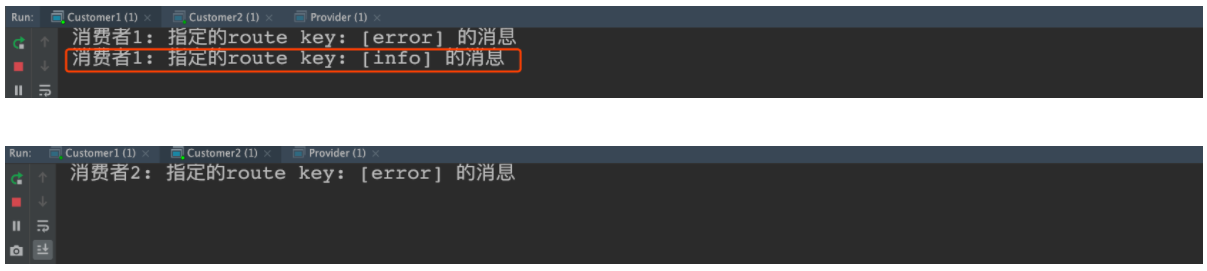 Run: Customer1 (1) × Customer2 (1) × Provider (1) ×
消费者1: 指定的route key: [error] 的消息
消费者1: 指定的route key: [info] 的消息
Run: Customer1 (1) × Customer2 (1) × Provider (1) ×
消费者2: 指定的route key: [error] 的消息